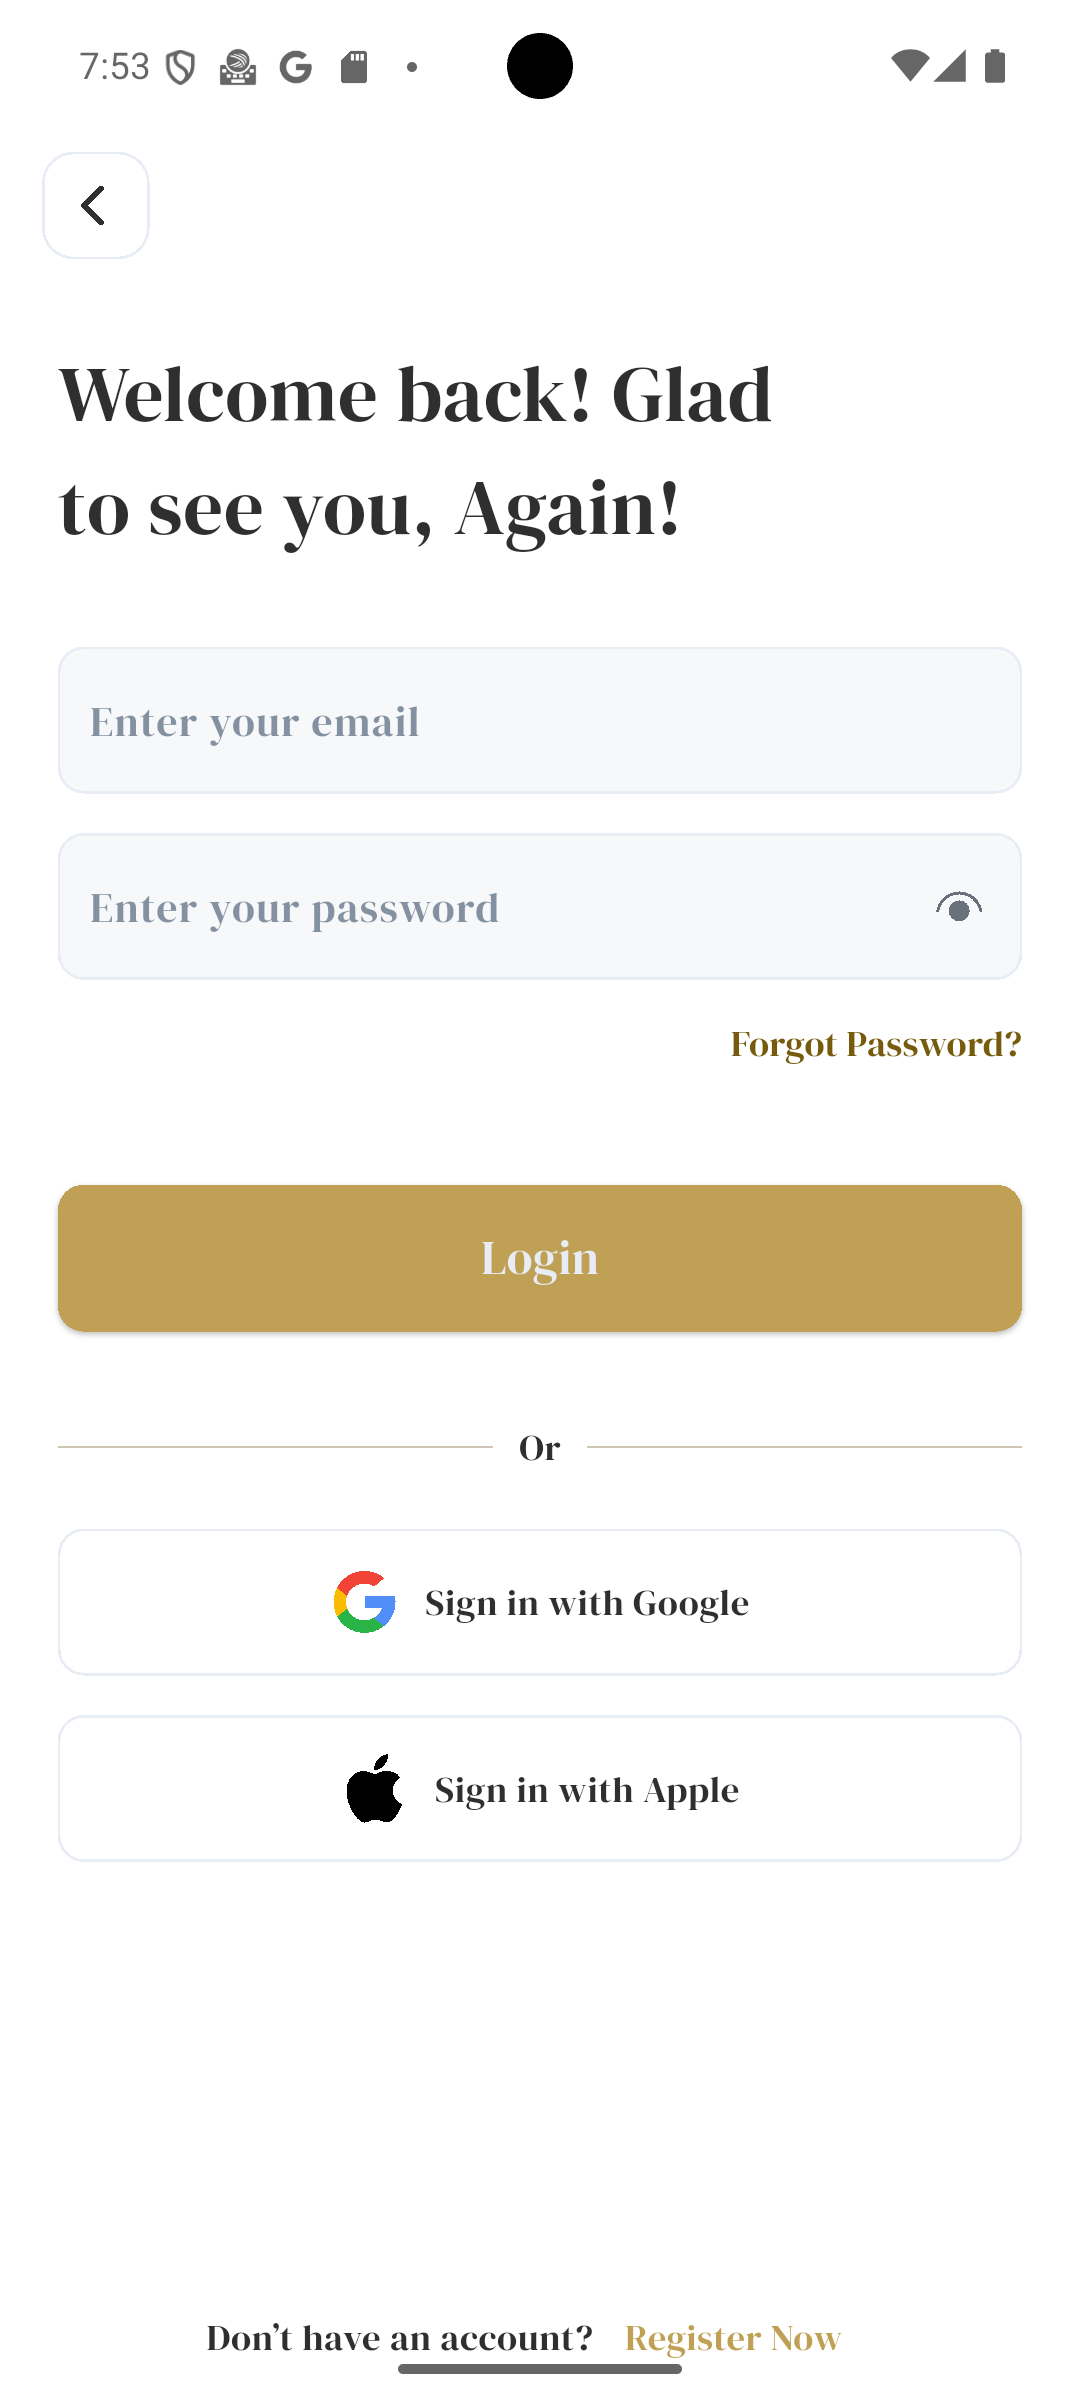 7:53
Welcome back! Glad
to see you, Again!
Enter your email
Enter your password
Forgot Password?
Login
Or
Sign in with Google
Sign in with Apple
Don’t have an account? Register Now